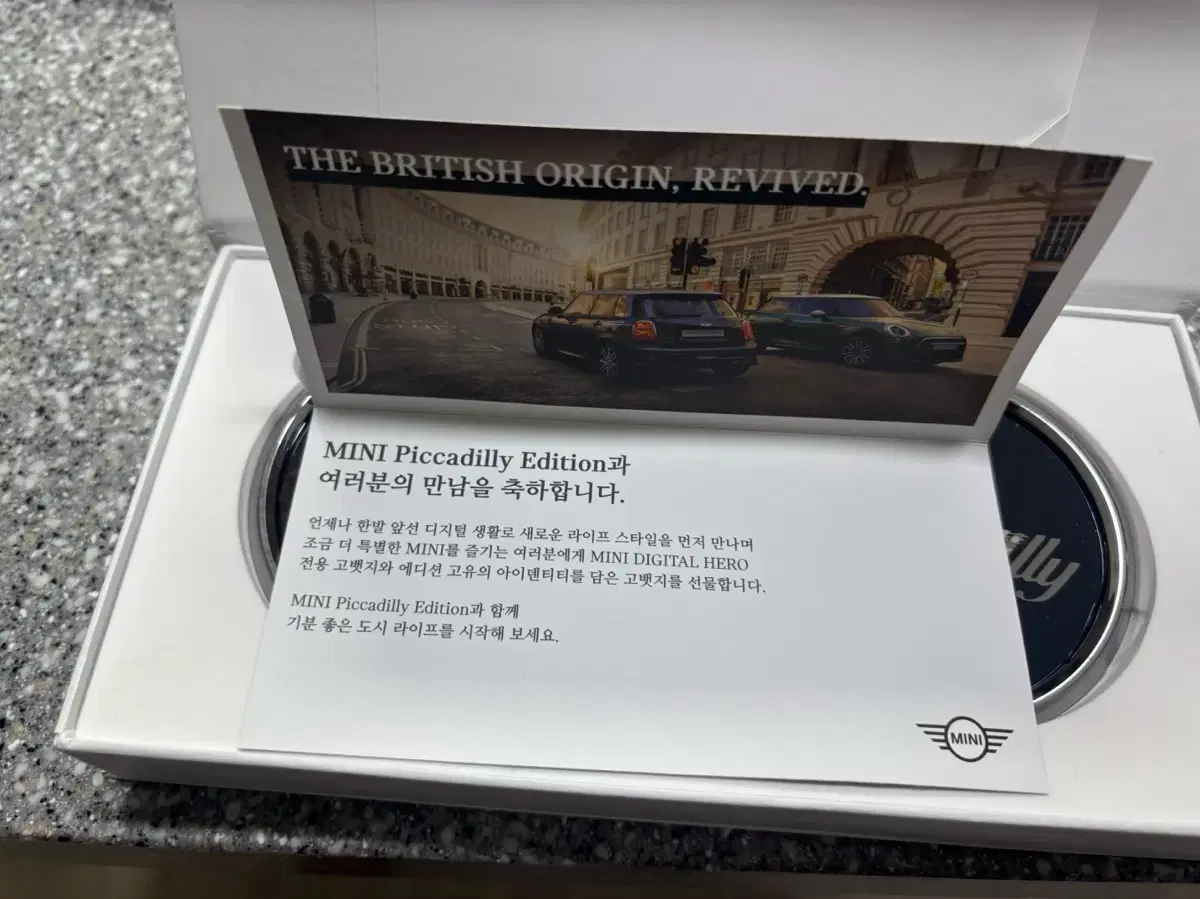 THE BRITISH ORIGIN, REVIVED.
MINI Piccadilly Edition과
여러분의 만남을 축하합니다.
언제나 한발 앞선 디지털 생활로 새로운 라이프 스타일을 먼저 만나며
조금 더 특별한 MINI를 즐기는 여러분에게 MINI DIGITAL HERO
전용 고뱃지와 에디션 고유의 아이덴티티를 담은 고뱃지를 선물합니다.
MINI Piccadilly Edition과 함께
기분 좋은 도시 라이프를 시작해 보세요.
illy
MINI